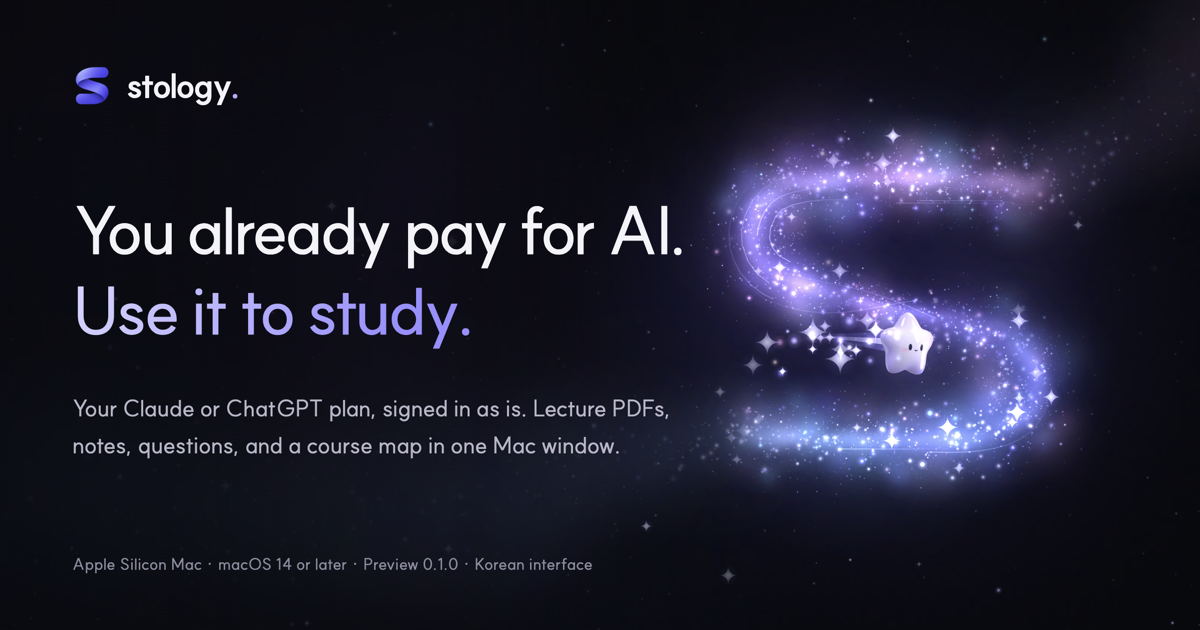 stology.
You already pay for AI.
Use it to study.
Your Claude or ChatGPT plan, signed in as is. Lecture PDFs,
notes, questions, and a course map in one Mac window.
Apple Silicon Mac · macOS 14 or later · Preview 0.1.0 · Korean interface